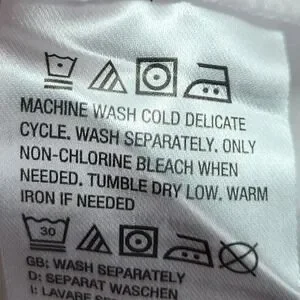 MACHINE WASH COLD DELICATE
CYCLE. WASH SEPARATELY. ONLY
NON-CHLORINE BLEACH WHEN
NEEDED. TUMBLE DRY LOW. WARM
IRON IF NEEDED
30
GB: WASH SEPARATELY
D: SEPARAT WASCHEN
I: LAVARE